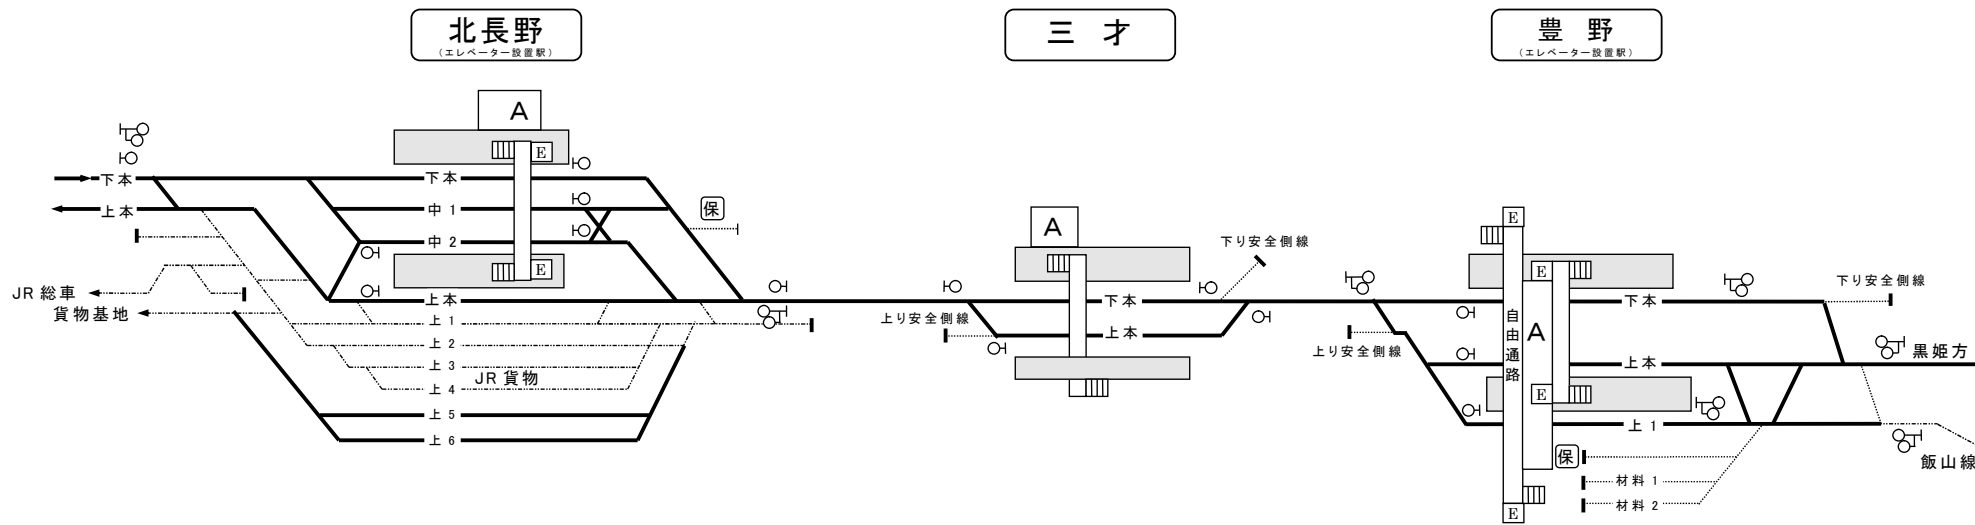 北長野
(エレベーター設置駅)
三才
豊野
(エレベーター設置駅)
A
E
下本
上本
下本
中1
中2
E
上本
上1
上2
上3
上4
JR貨物
上5
上6
JR総車
貨物基地
保
A
下り安全側線
下本
上り安全側線
上本
E
E
自由通路
A
E
E
下本
下り安全側線
上り安全側線
上本
黒姫方
上1
飯山線
保
材料1
材料2